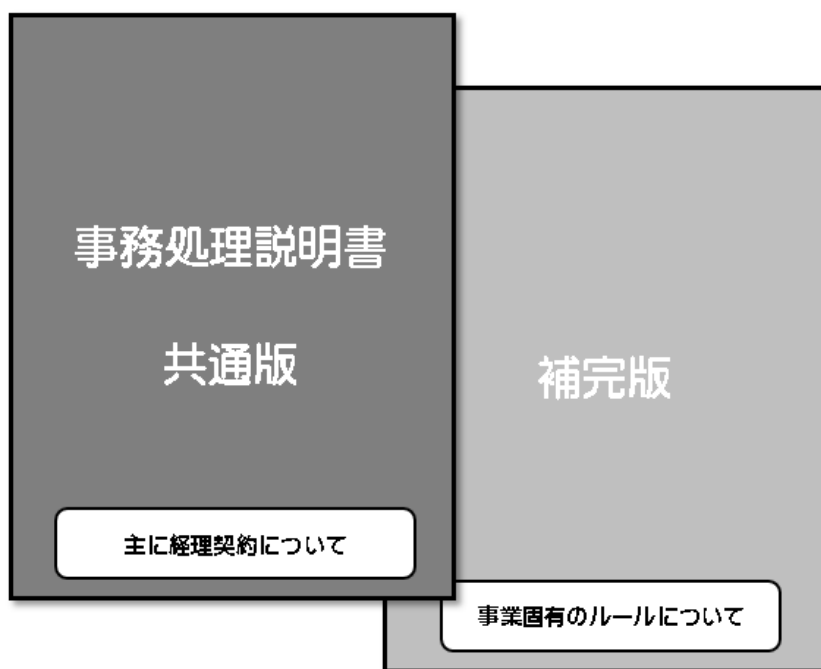 事務処理説明書
共通版
主に経理契約について
補完版
事業固有のルールについて